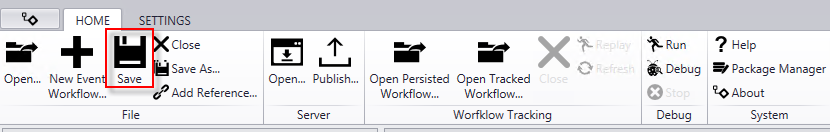 HOME SETTINGS
Open... New Event Workflow... Save Close
Save As...
Add Reference...
Open... Publish...
Open Persisted Workflow... Open Tracked Workflow... Close Replay
Refresh
Run
Debug
Stop
Help
Package Manager
About
File Server Worfklow Tracking Debug System